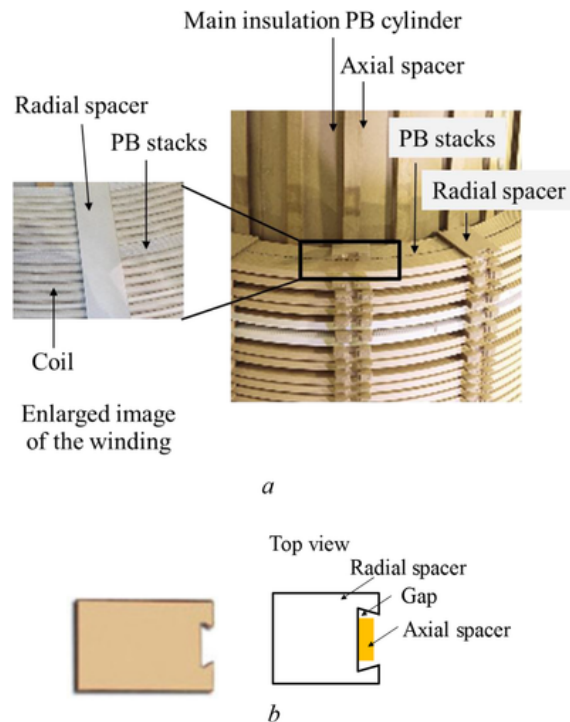 Main insulation PB cylinder
Axial spacer
Radial spacer
PB stacks
PB stacks
Radial spacer
Coil
Enlarged image
of the winding
a
Top view
Radial spacer
Gap
Axial spacer
b